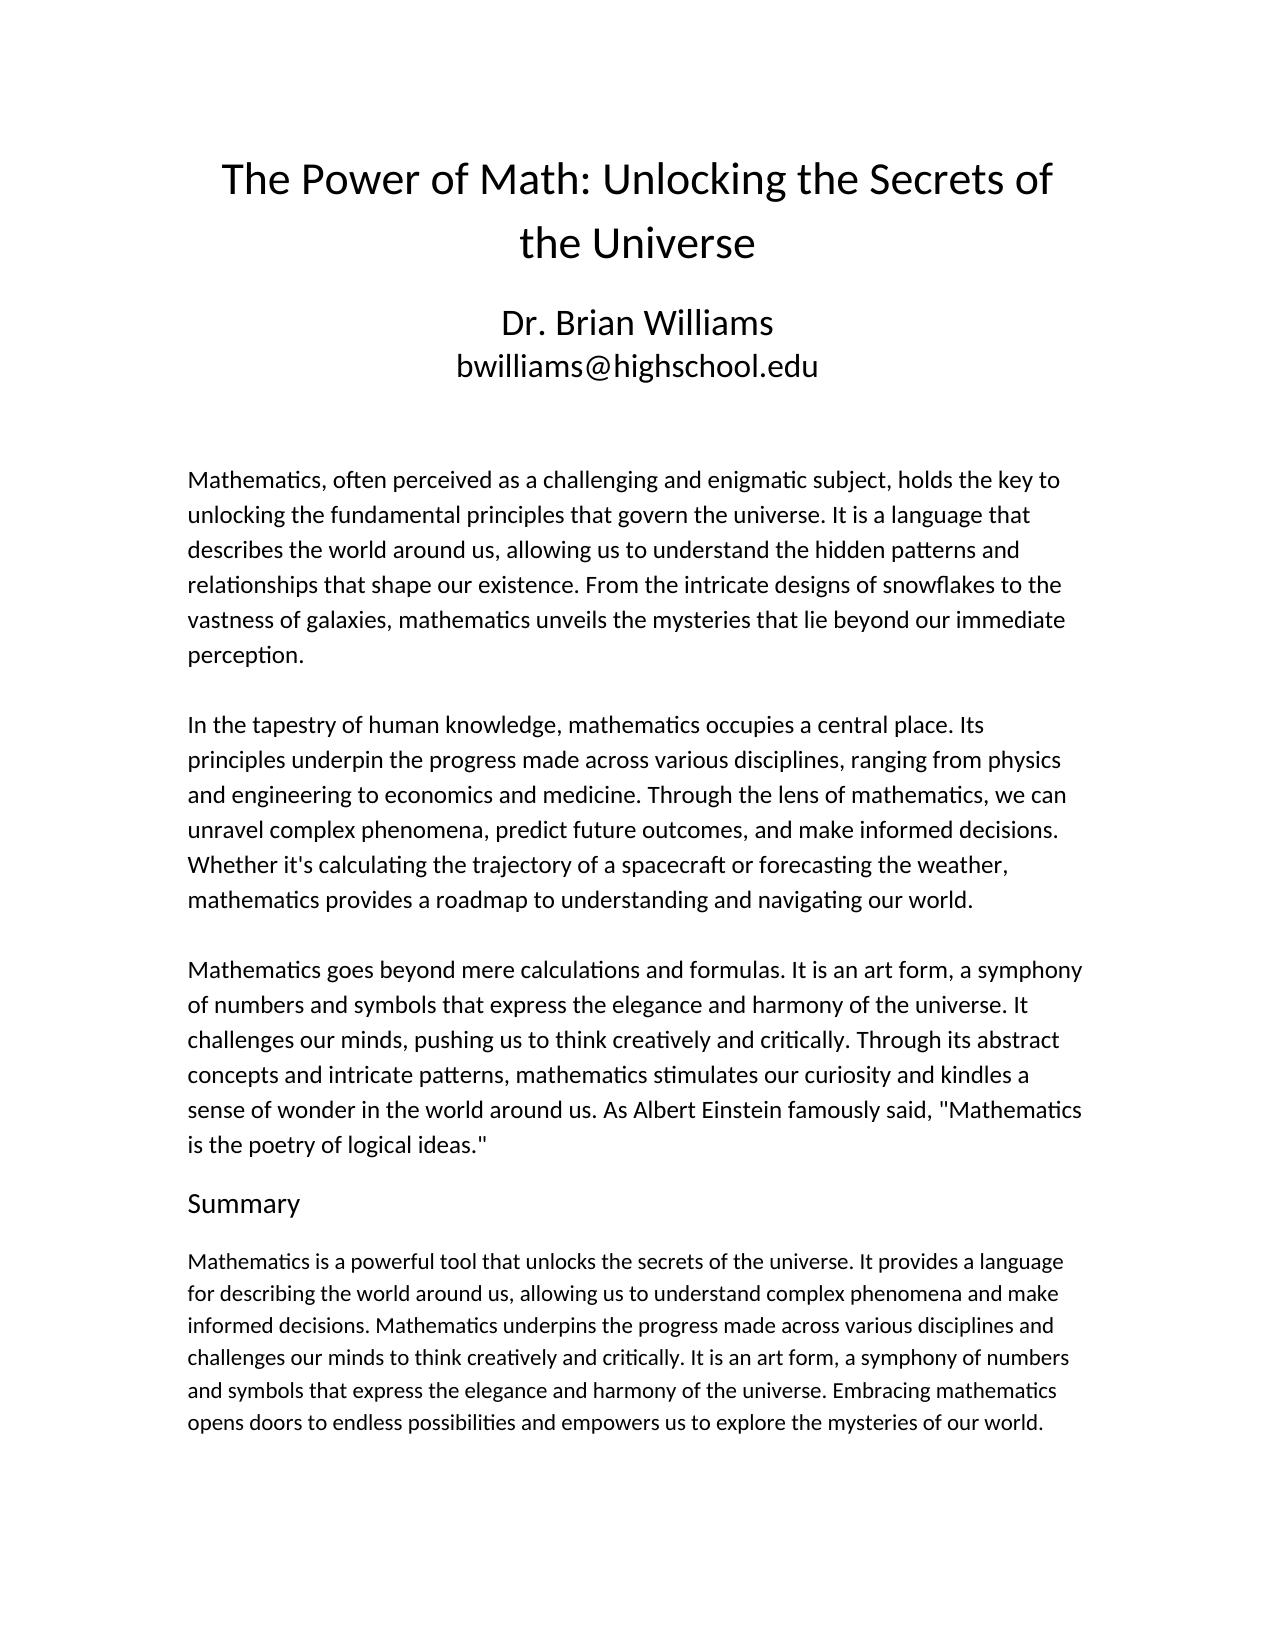 The Power of Math: Unlocking the Secrets of
the Universe
Dr. Brian Williams
bwilliams@highschool.edu
Mathematics, often perceived as a challenging and enigmatic subject, holds the key to
unlocking the fundamental principles that govern the universe. It is a language that
describes the world around us, allowing us to understand the hidden patterns and
relationships that shape our existence. From the intricate designs of snowflakes to the
vastness of galaxies, mathematics unveils the mysteries that lie beyond our immediate
perception.
In the tapestry of human knowledge, mathematics occupies a central place. Its
principles underpin the progress made across various disciplines, ranging from physics
and engineering to economics and medicine. Through the lens of mathematics, we can
unravel complex phenomena, predict future outcomes, and make informed decisions.
Whether it's calculating the trajectory of a spacecraft or forecasting the weather,
mathematics provides a roadmap to understanding and navigating our world.
Mathematics goes beyond mere calculations and formulas. It is an art form, a symphony
of numbers and symbols that express the elegance and harmony of the universe. It
challenges our minds, pushing us to think creatively and critically. Through its abstract
concepts and intricate patterns, mathematics stimulates our curiosity and kindles a
sense of wonder in the world around us. As Albert Einstein famously said, "Mathematics
is the poetry of logical ideas."
Summary
Mathematics is a powerful tool that unlocks the secrets of the universe. It provides a language
for describing the world around us, allowing us to understand complex phenomena and make
informed decisions. Mathematics underpins the progress made across various disciplines and
challenges our minds to think creatively and critically. It is an art form, a symphony of numbers
and symbols that express the elegance and harmony of the universe. Embracing mathematics
opens doors to endless possibilities and empowers us to explore the mysteries of our world.